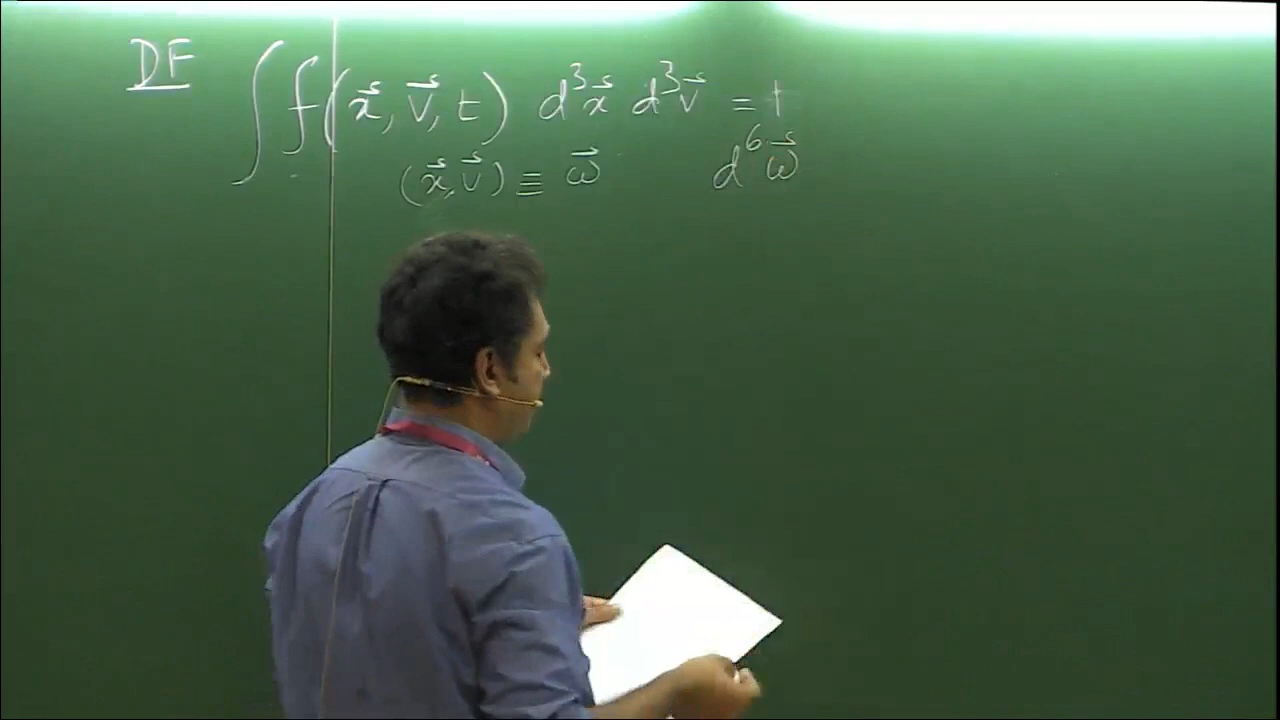 DF
∫ f(x⃗, v⃗, t) d³x⃗ d³v⃗ = 1
(x⃗, v⃗) ≡ ω⃗ d⁶ω⃗